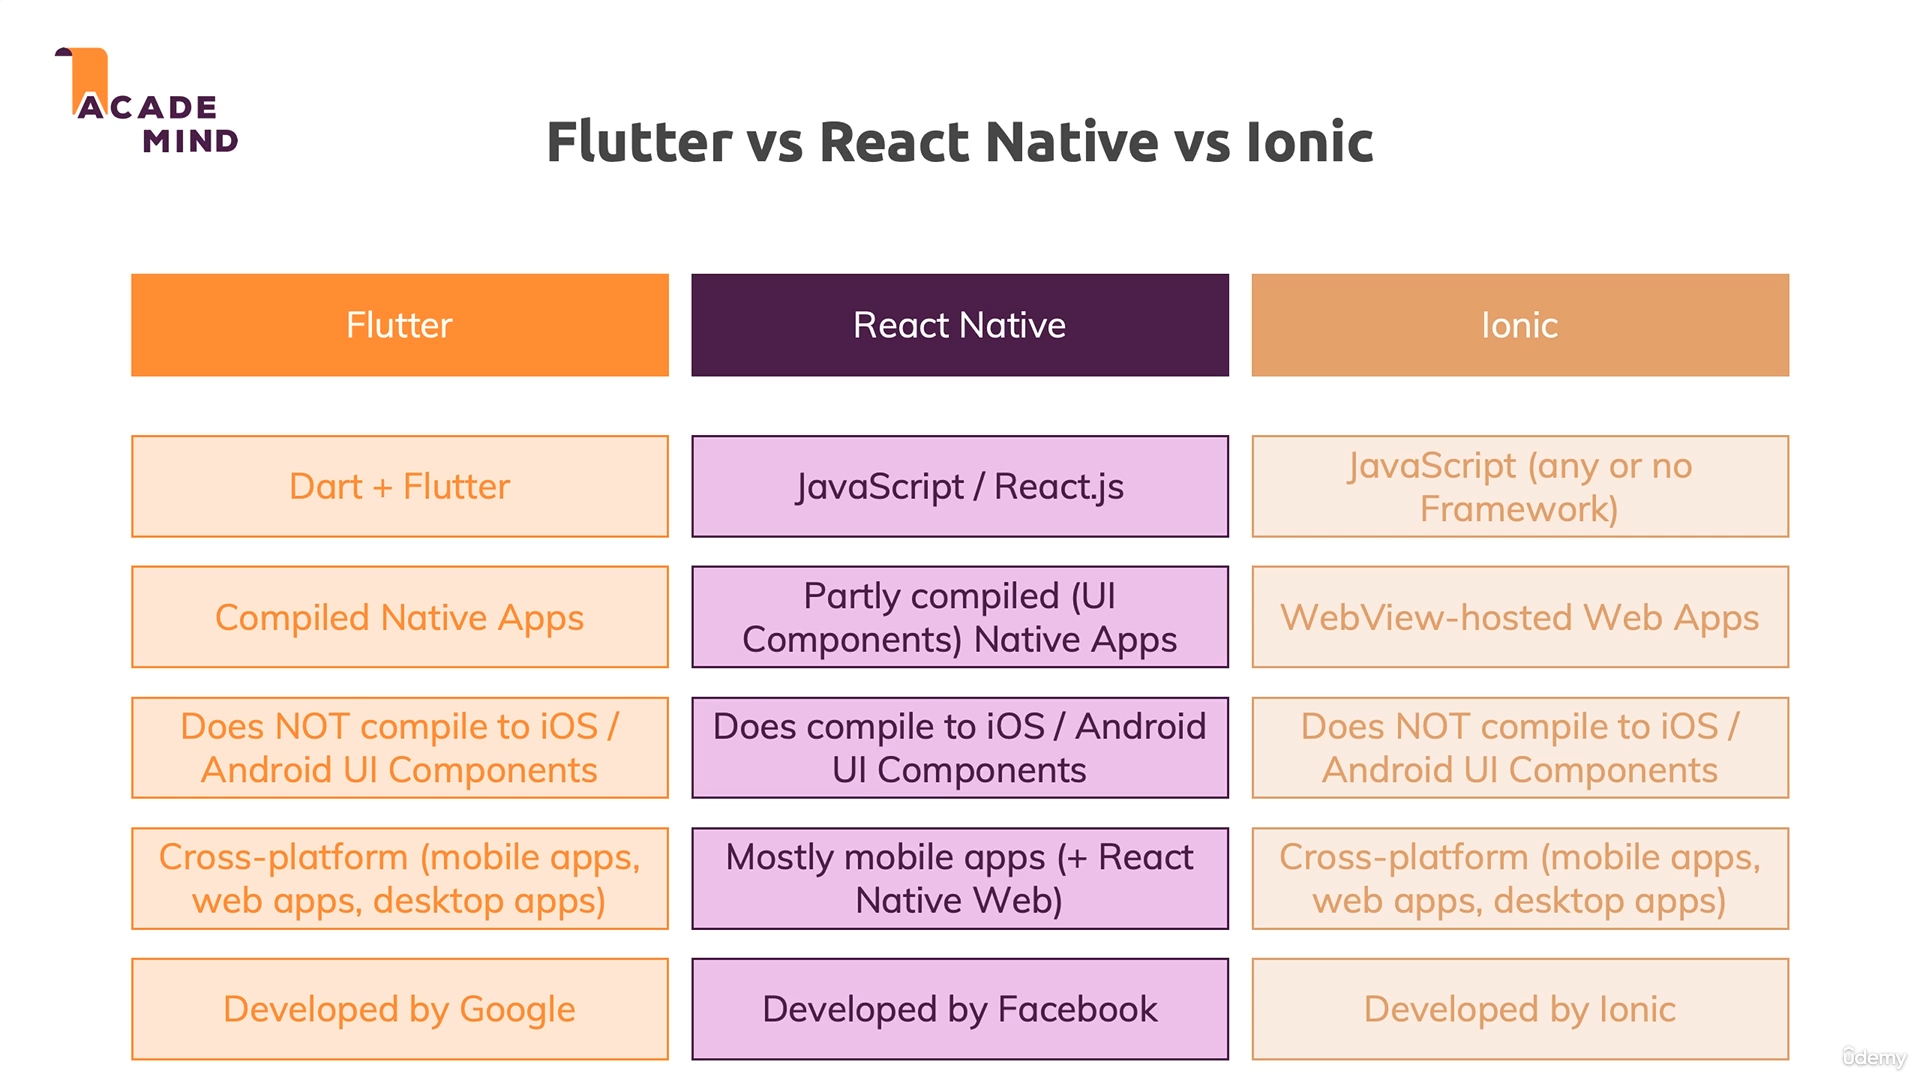 ACADE
MIND
Flutter vs React Native vs Ionic
Flutter
React Native
Ionic
Dart + Flutter
JavaScript / React.js
JavaScript (any or no
Framework)
Compiled Native Apps
Partly compiled (UI
Components) Native Apps
WebView-hosted Web Apps
Does NOT compile to iOS /
Android UI Components
Does compile to iOS / Android
UI Components
Does NOT compile to iOS /
Android UI Components
Cross-platform (mobile apps,
web apps, desktop apps)
Mostly mobile apps (+ React
Native Web)
Cross-platform (mobile apps,
web apps, desktop apps)
Developed by Google
Developed by Facebook
Developed by Ionic
udemy